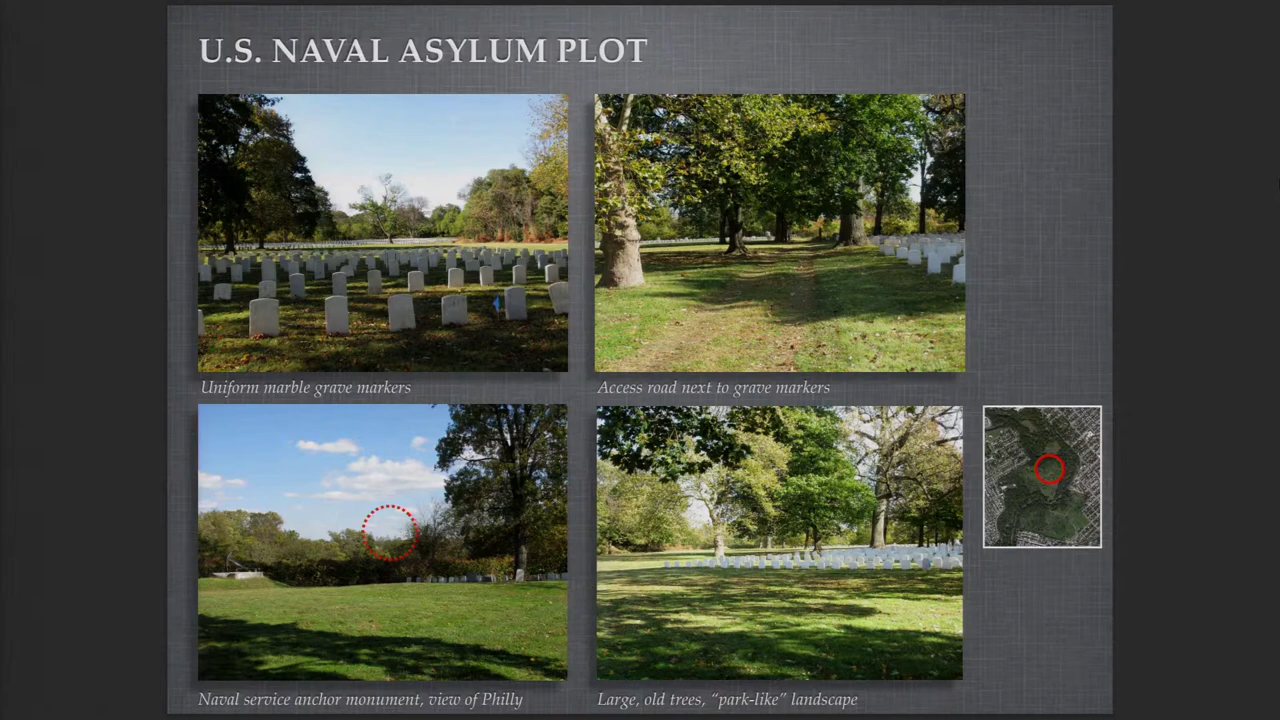 U.S. NAVAL ASYLUM PLOT
Uniform marble grave markers
Access road next to grave markers
Naval service anchor monument, view of Philly
Large, old trees, “park-like” landscape